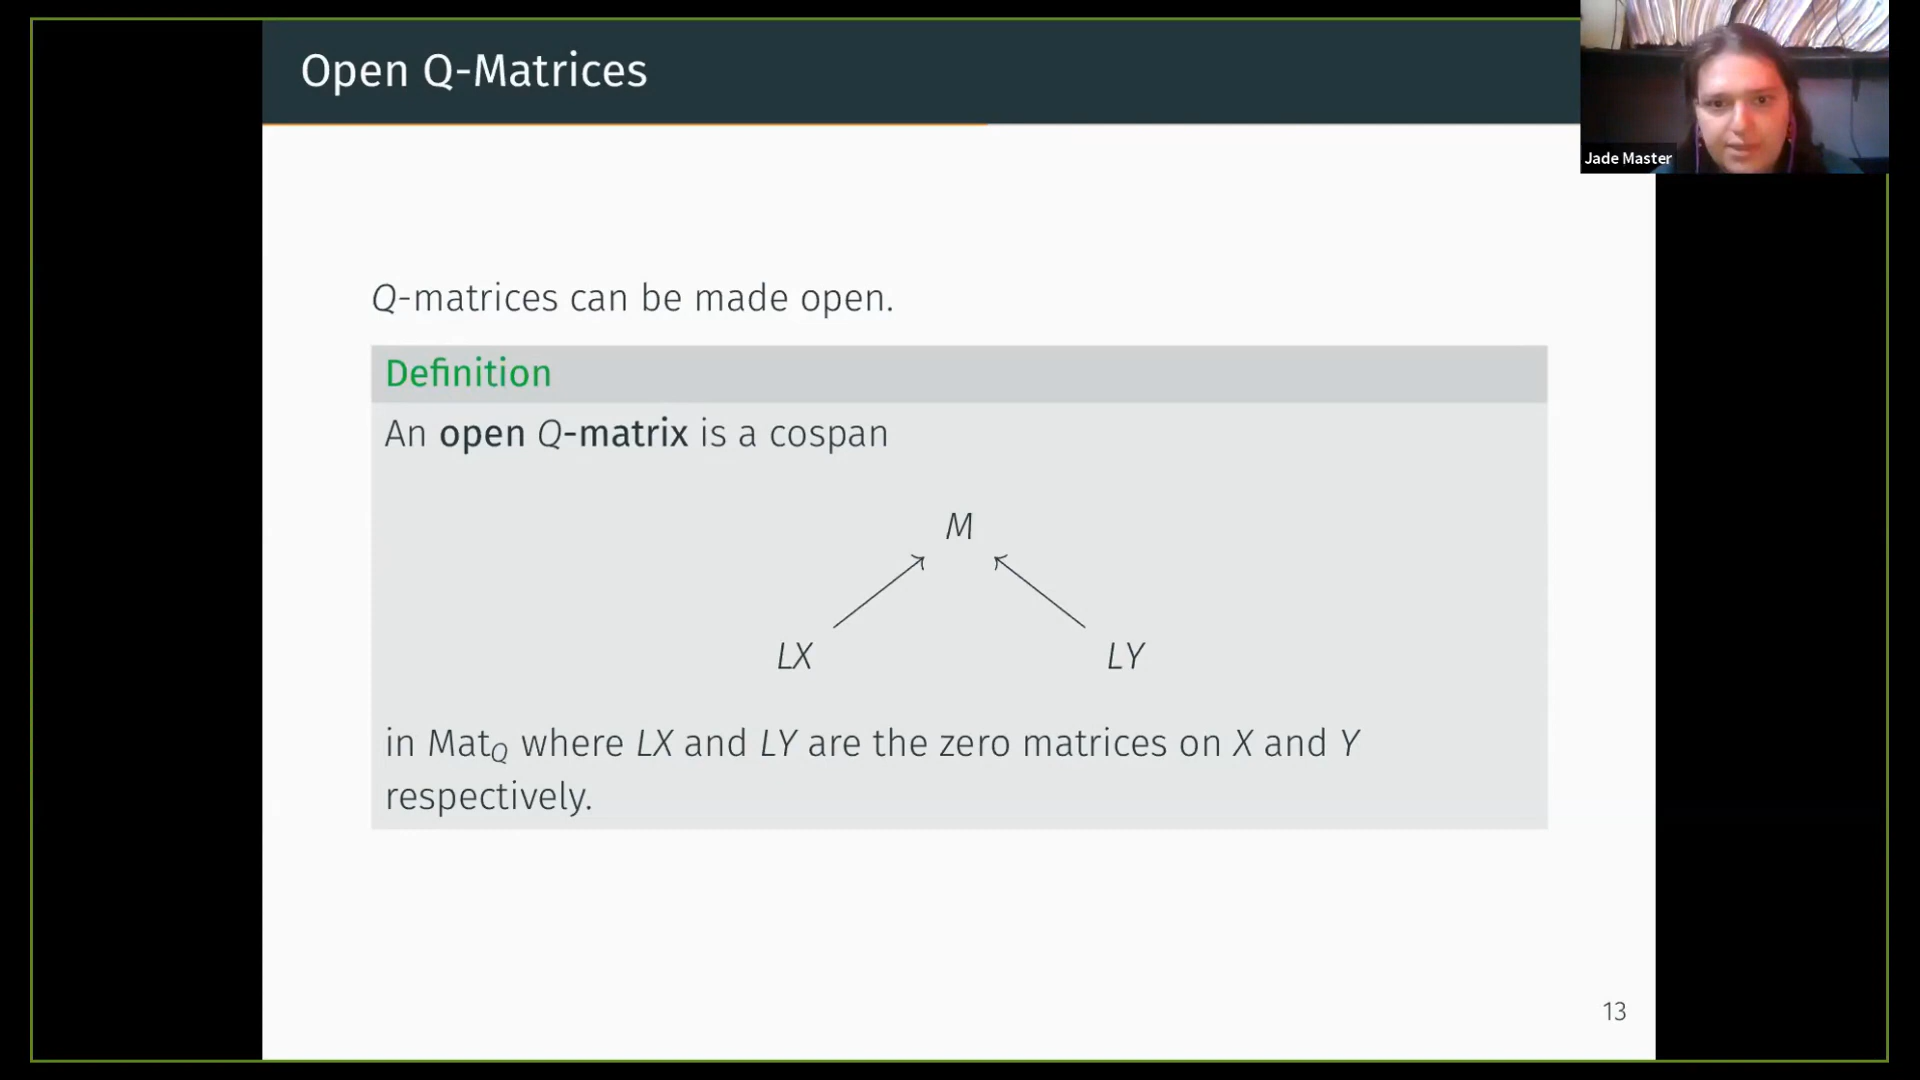 Open Q-Matrices
Jade Master
Q-matrices can be made open.
Definition
An open Q-matrix is a cospan
M
LX LY
in Mat_Q where LX and LY are the zero matrices on X and Y
respectively.
13